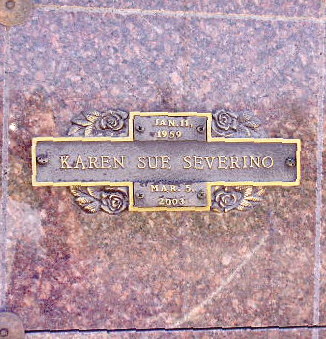 JAN. 11,
1959
KAREN SUE SEVERINO
MAR. 5,
2003